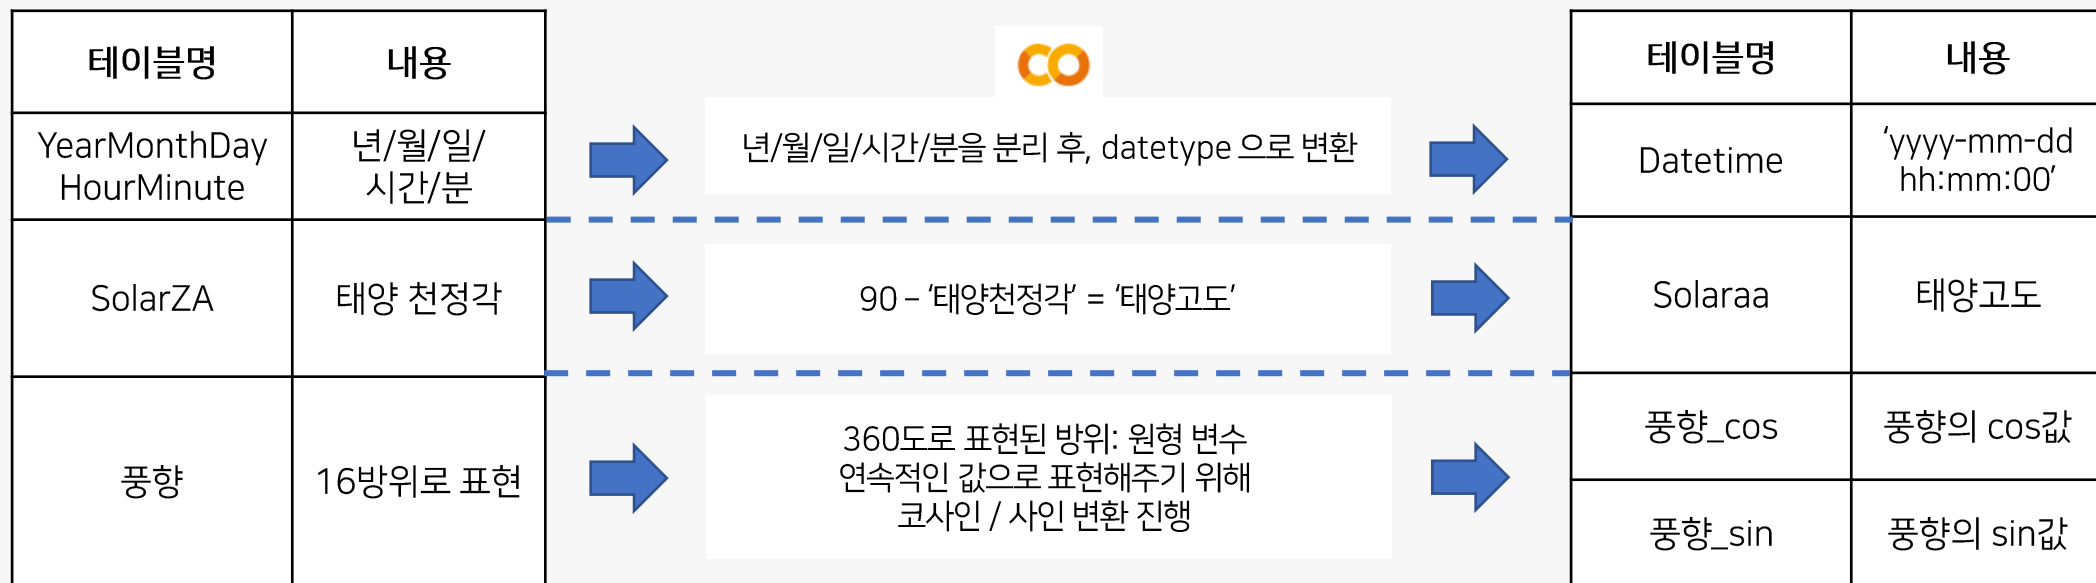 테이블명
내용
YearMonthDay
HourMinute
년/월/일/
시간/분
SolarZA
태양 천정각
풍향
16방위로 표현
CO
년/월/일/시간/분을 분리 후, datetype 으로 변환
90 – ‘태양천정각’ = ‘태양고도’
360도로 표현된 방위: 원형 변수
연속적인 값으로 표현해주기 위해
코사인 / 사인 변환 진행
테이블명
내용
Datetime
‘yyyy-mm-dd
hh:mm:00’
Solaraa
태양고도
풍향_cos
풍향의 cos값
풍향_sin
풍향의 sin값